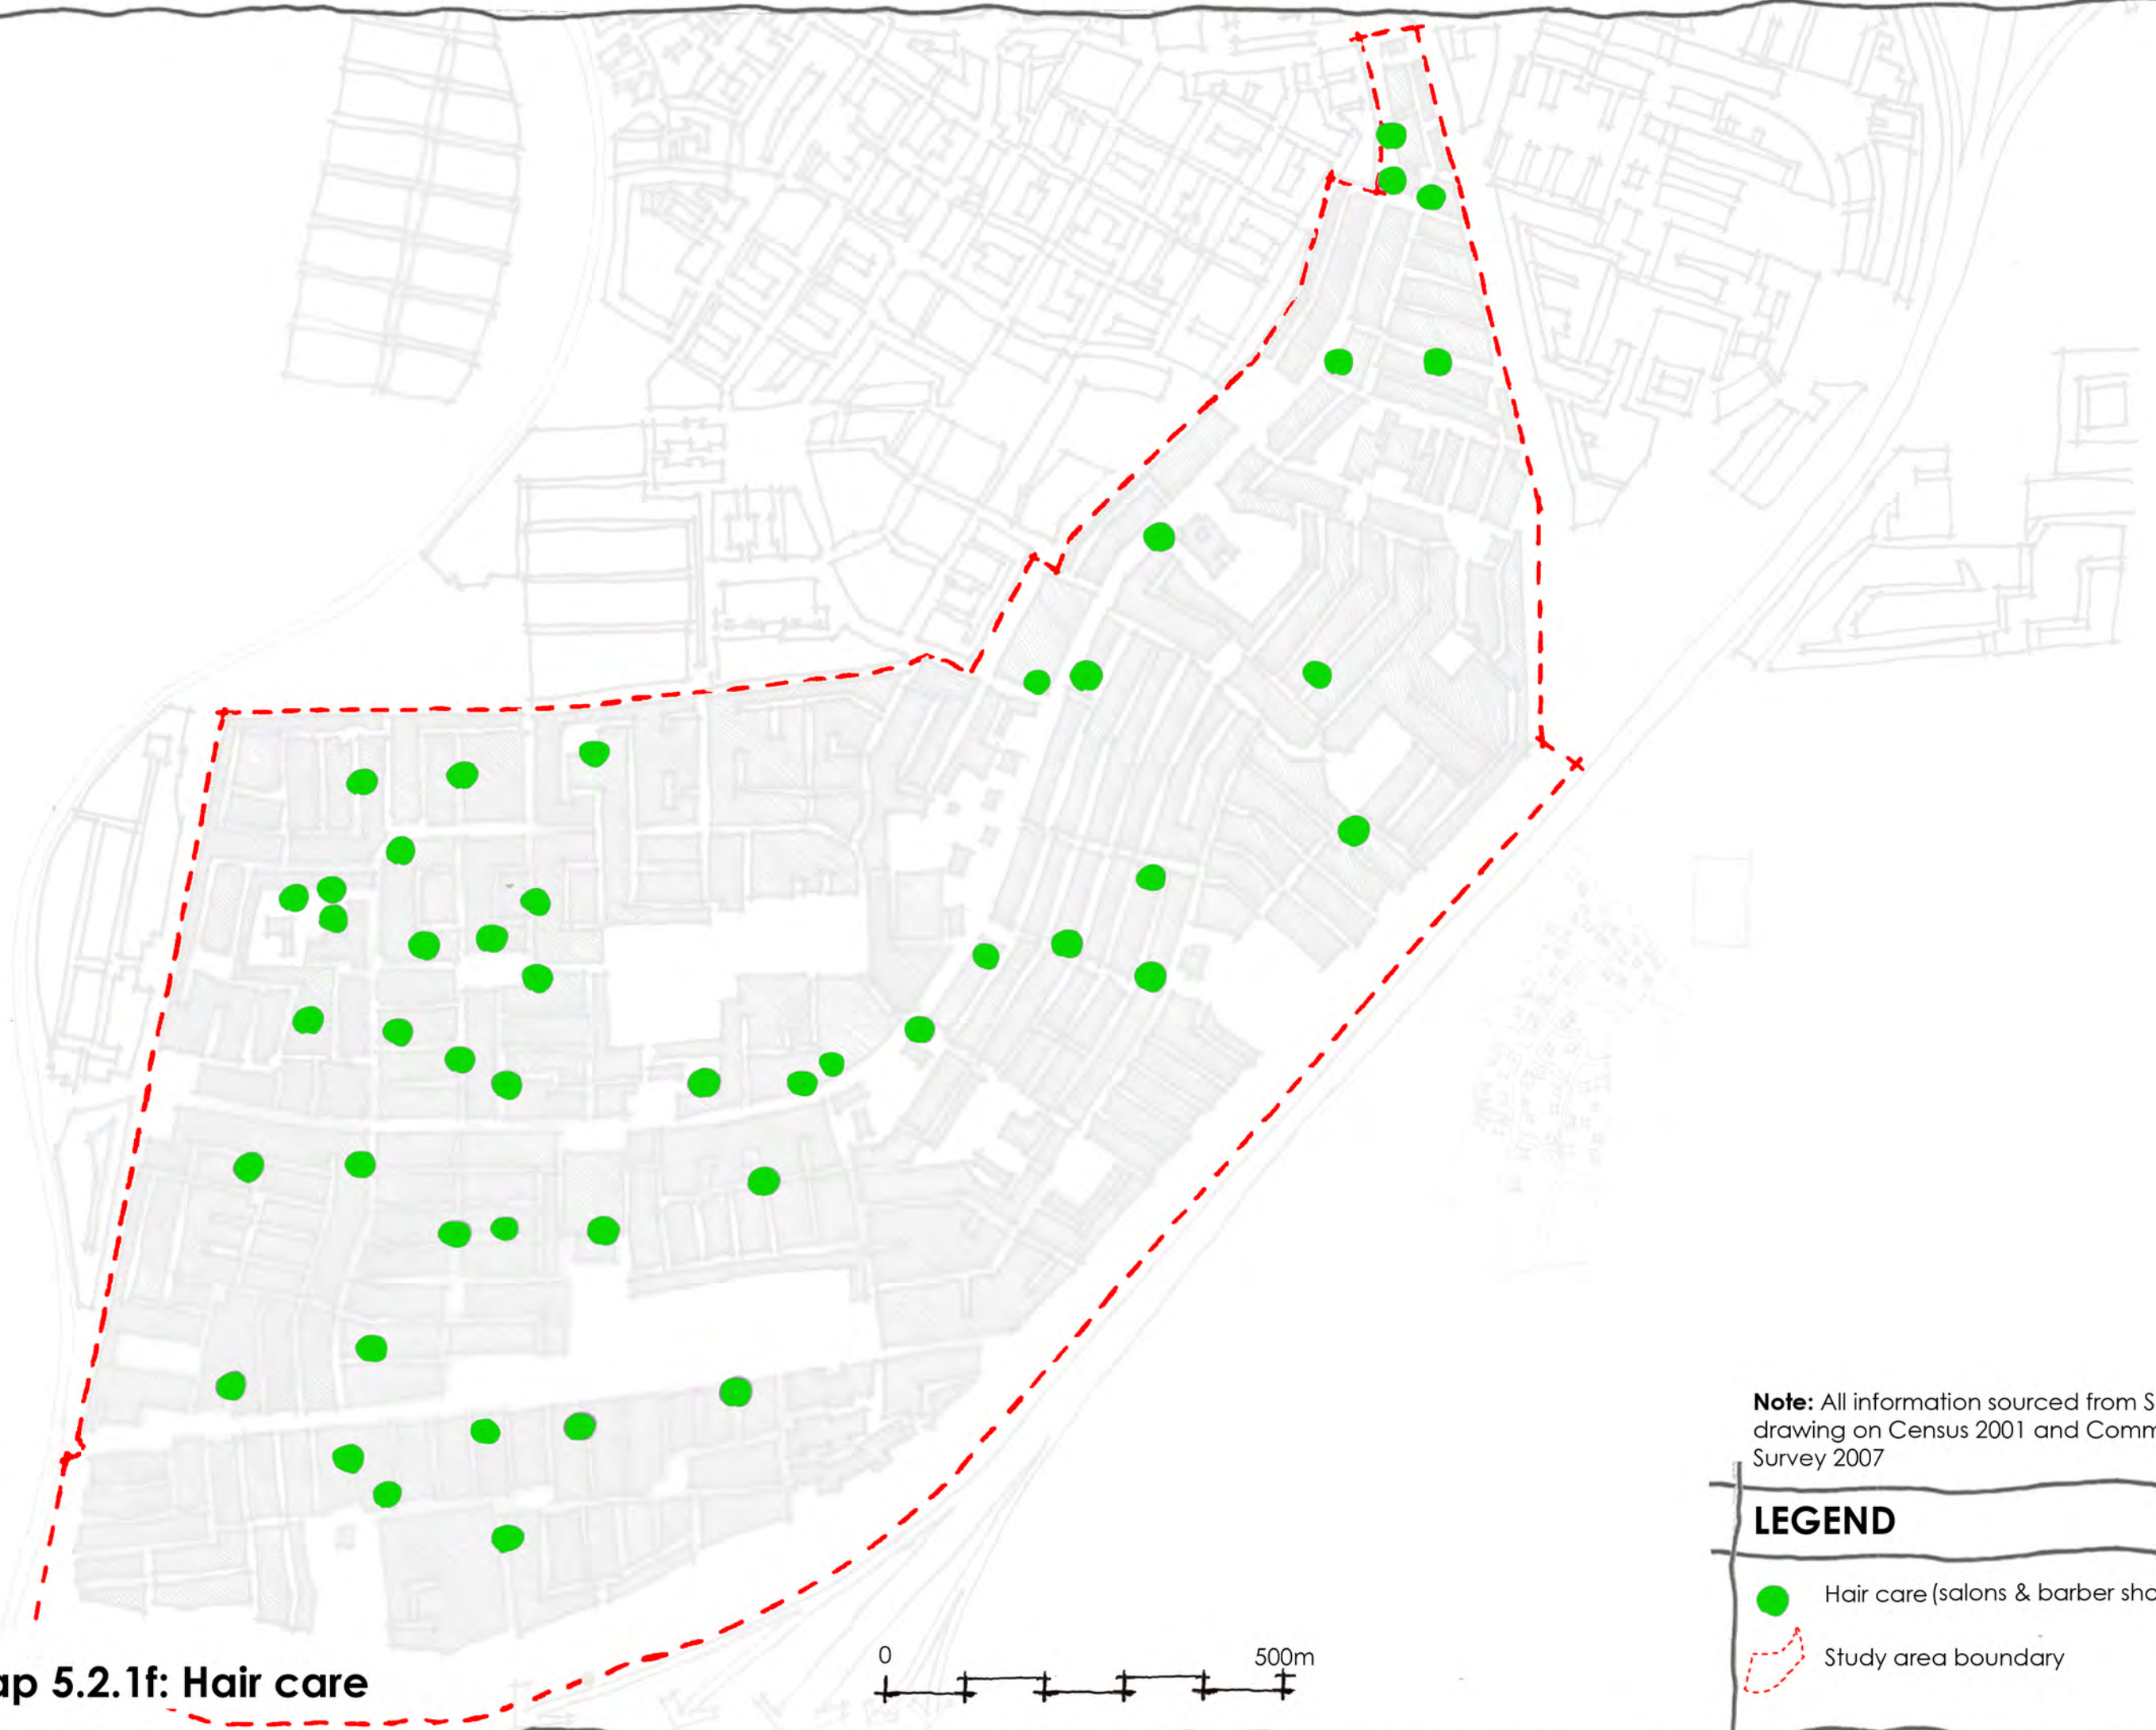 Note: All information sourced from S
drawing on Census 2001 and Comm
Survey 2007
LEGEND
Hair care (salons & barber sho
Study area boundary
0 500m
ap 5.2.1f: Hair care